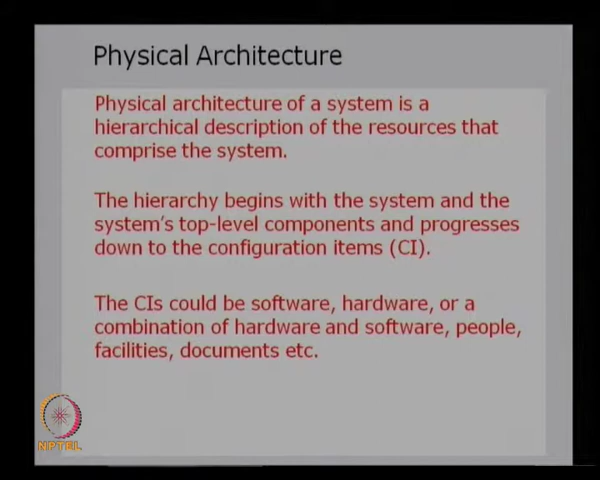 Physical Architecture
Physical architecture of a system is a
hierarchical description of the resources that
comprise the system.
The hierarchy begins with the system and the
system's top-level components and progresses
down to the configuration items (CI).
The CIs could be software, hardware, or a
combination of hardware and software, people,
facilities, documents etc.
NPTEL